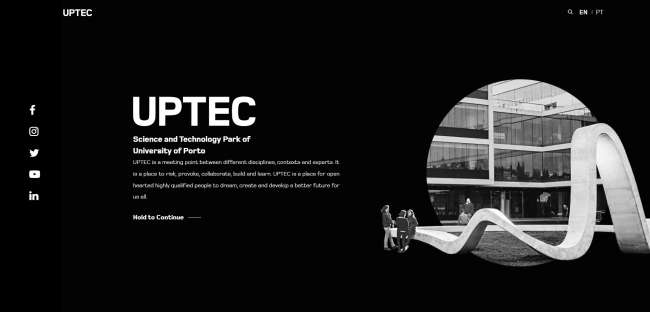 UPTEC
EN / PT
UPTEC
Science and Technology Park of
University of Porto
UPTEC is a meeting point between different disciplines, contexts and experts. It
is a place to risk, provoke, collaborate, build and learn. UPTEC is a place for open
hearted highly qualified people to dream, create and develop a better future for
us all.
Hold to Continue